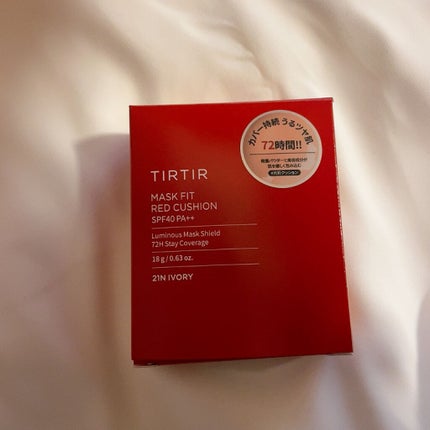 カバー持続 うるツヤ肌
72時間!!
TIRTIR
MASK FIT
RED CUSHION
SPF40 PA++
Luminous Mask Shield
72H Stay Coverage
18 g / 0.63 oz.
21N IVORY